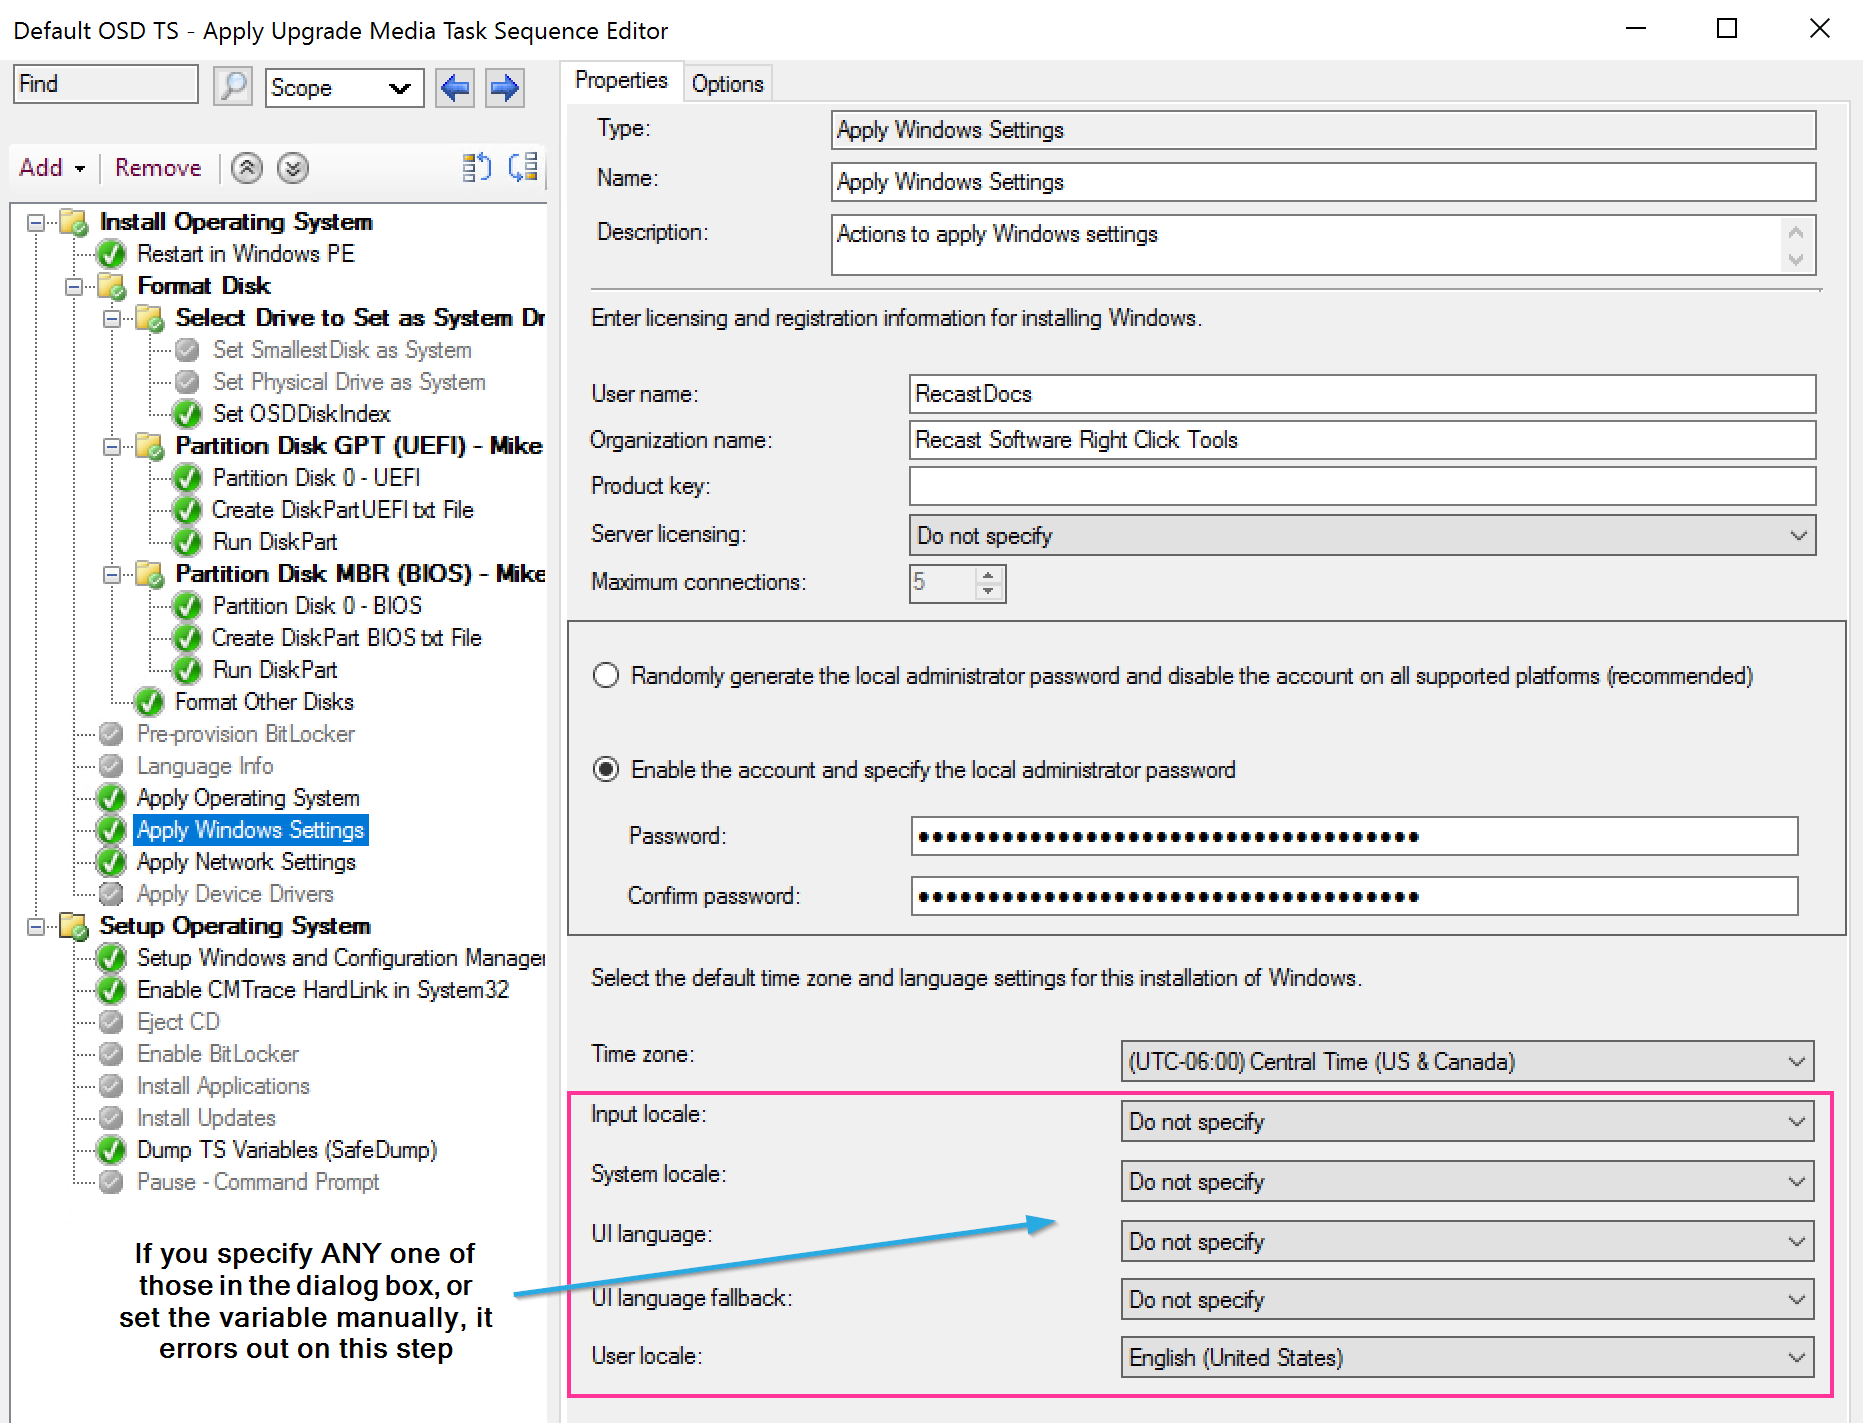 Default OSD TS - Apply Upgrade Media Task Sequence Editor
Find
Scope
Add
Remove
Install Operating System
Restart in Windows PE
Format Disk
Select Drive to Set as System Dr
Set SmallestDisk as System
Set Physical Drive as System
Set OSDDiskIndex
Partition Disk GPT (UEFI) - Mike
Partition Disk 0 - UEFI
Create DiskPartUEFI txt File
Run DiskPart
Partition Disk MBR (BIOS) - Mike
Partition Disk 0 - BIOS
Create DiskPart BIOS txt File
Run DiskPart
Format Other Disks
Pre-provision BitLocker
Language Info
Apply Operating System
Apply Windows Settings
Apply Network Settings
Apply Device Drivers
Setup Operating System
Setup Windows and Configuration Manager
Enable CMTrace HardLink in System32
Eject CD
Enable BitLocker
Install Applications
Install Updates
Dump TS Variables (SafeDump)
Pause - Command Prompt
If you specify ANY one of
those in the dialog box, or
set the variable manually, it
errors out on this step
Properties
Options
Type:
Apply Windows Settings
Name:
Apply Windows Settings
Description:
Actions to apply Windows settings
Enter licensing and registration information for installing Windows.
User name:
RecastDocs
Organization name:
Recast Software Right Click Tools
Product key:
Server licensing:
Do not specify
Maximum connections:
5
Randomly generate the local administrator password and disable the account on all supported platforms (recommended)
Enable the account and specify the local administrator password
Password:
Confirm password:
Select the default time zone and language settings for this installation of Windows.
Time zone:
(UTC-06:00) Central Time (US & Canada)
Input locale:
Do not specify
System locale:
Do not specify
UI language:
Do not specify
UI language fallback:
Do not specify
User locale:
English (United States)